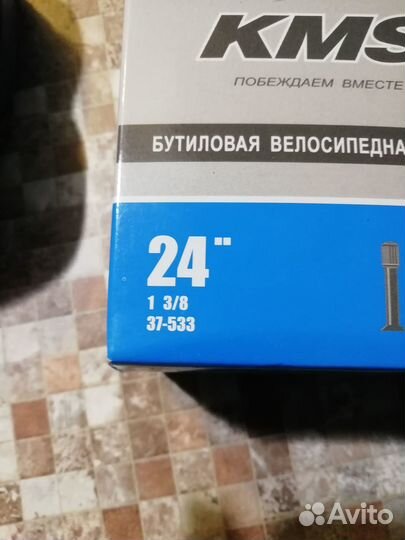 KMS
ПОБЕЖДАЕМ ВМЕСТЕ
БУТИЛОВАЯ ВЕЛОСИПЕДНА
24"
1 3/8
37-533
Avito